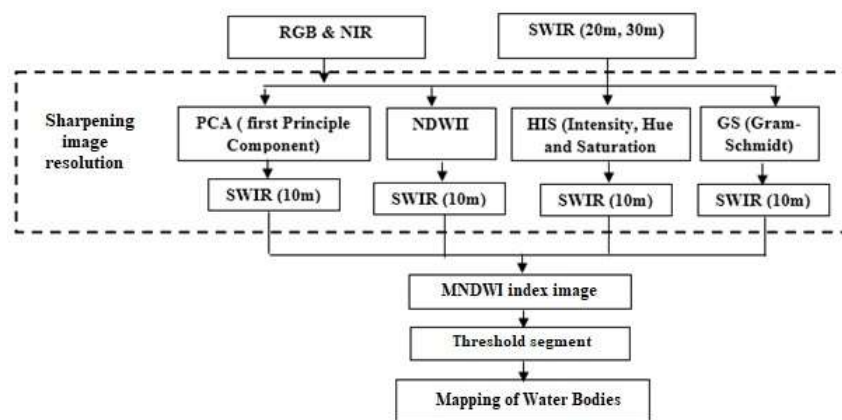 RGB & NIR
SWIR (20m, 30m)
Sharpening
image
resolution
PCA ( first Principle
Component)
NDWII
HIS (Intensity, Hue
and Saturation
GS (Gram-
Schmidt)
SWIR (10m)
SWIR (10m)
SWIR (10m)
SWIR (10m)
MNDWI index image
Threshold segment
Mapping of Water Bodies